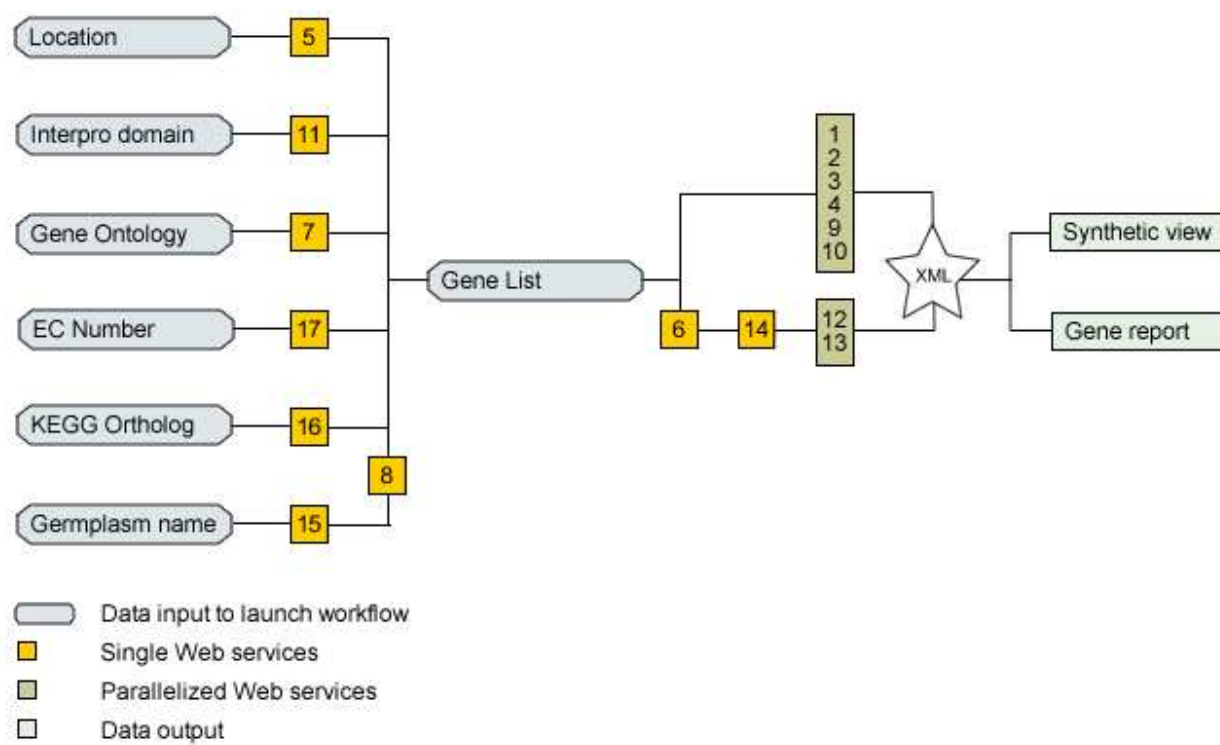 Location
5
Interpro domain
11
Gene Ontology
7
EC Number
17
KEGG Ortholog
16
8
Germplasm name
15
Gene List
1
2
3
4
9
10
6
14
12
13
XML
Synthetic view
Gene report
Data input to launch workflow
Single Web services
Parallelized Web services
Data output